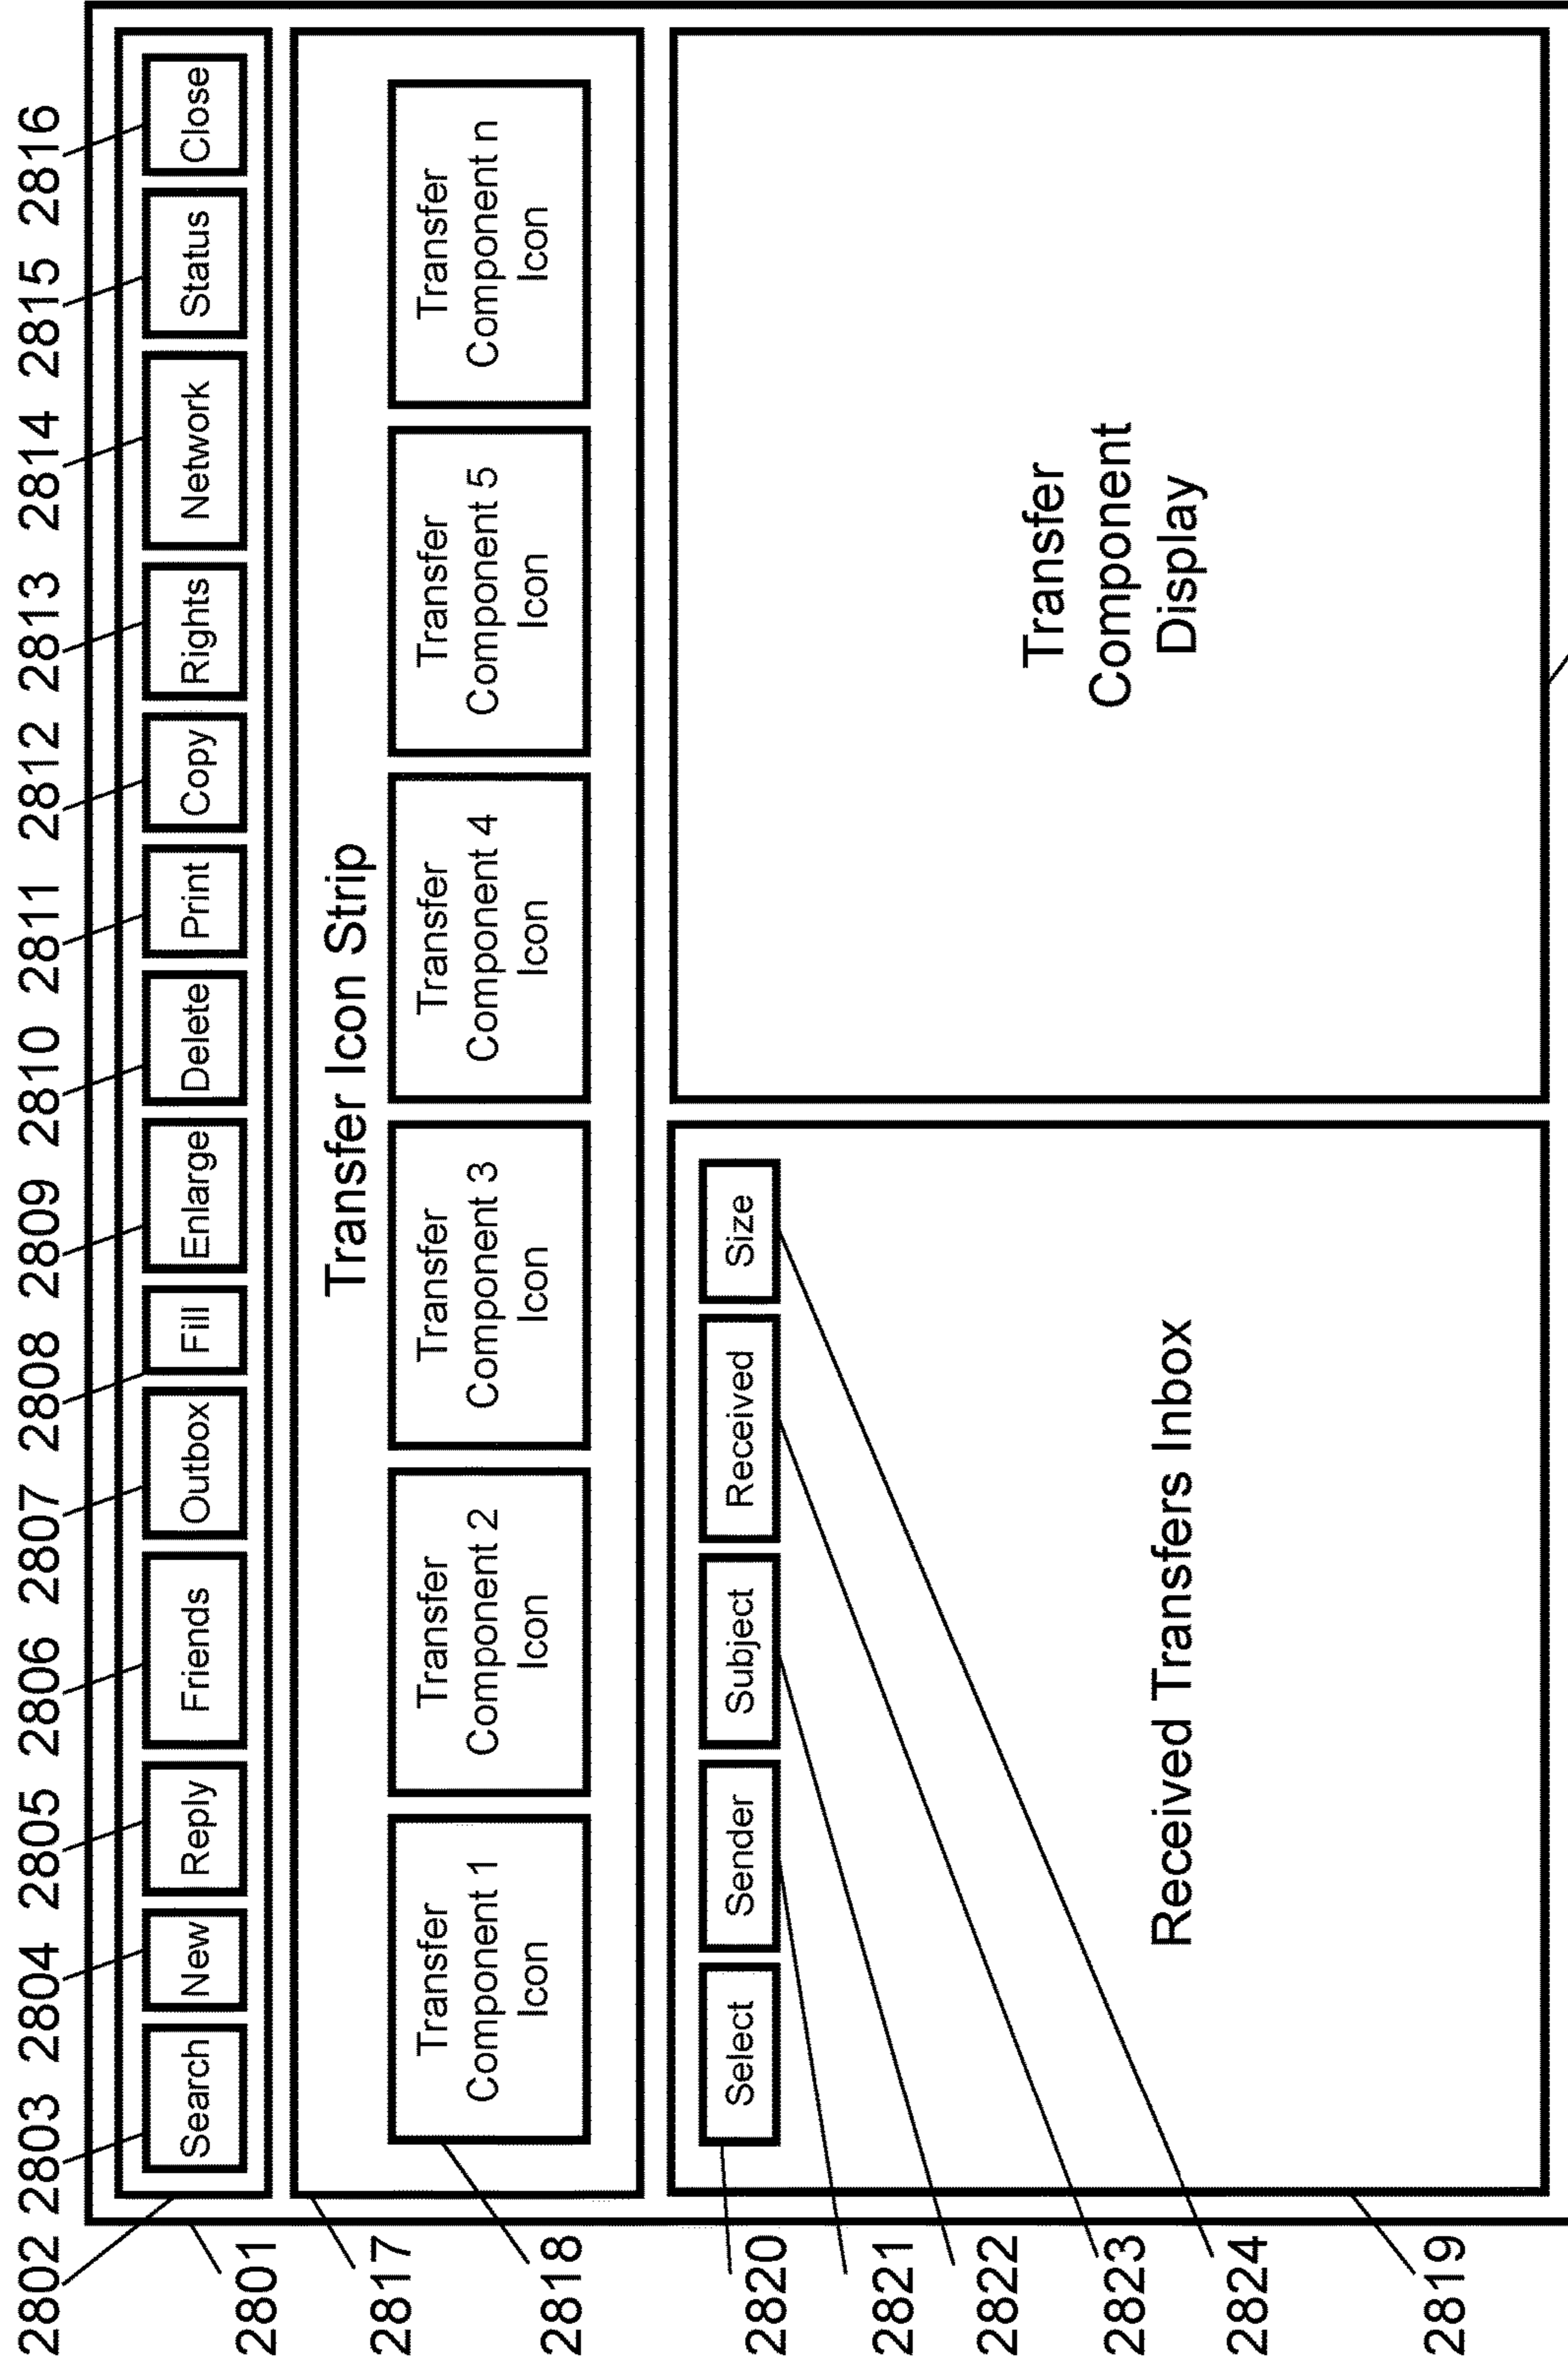 2802 2803 2804 2805 2806 2807 2808 2809 2810 2811 2812 2813 2814 2815 2816
Search New Reply Friends Outbox Fill Enlarge Delete Print Copy Rights Network Status Close
2801
Transfer Icon Strip
2817
Transfer
Component 1
Icon
Transfer
Component 2
Icon
Transfer
Component 3
Icon
Transfer
Component 4
Icon
Transfer
Component 5
Icon
Transfer
Component n
Icon
2818
Select Sender Subject Received Size
2820
2821
2822
2823
2824
Received Transfers Inbox
2819
Transfer
Component
Display